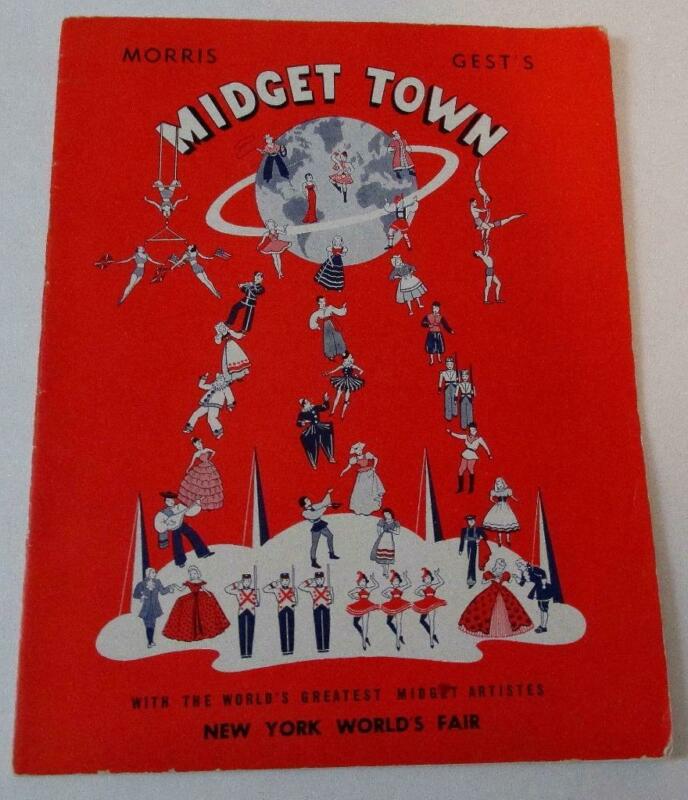 MORRIS GEST'S
MIDGET TOWN
WITH THE WORLD'S GREATEST MIDGET ARTISTES
NEW YORK WORLD'S FAIR